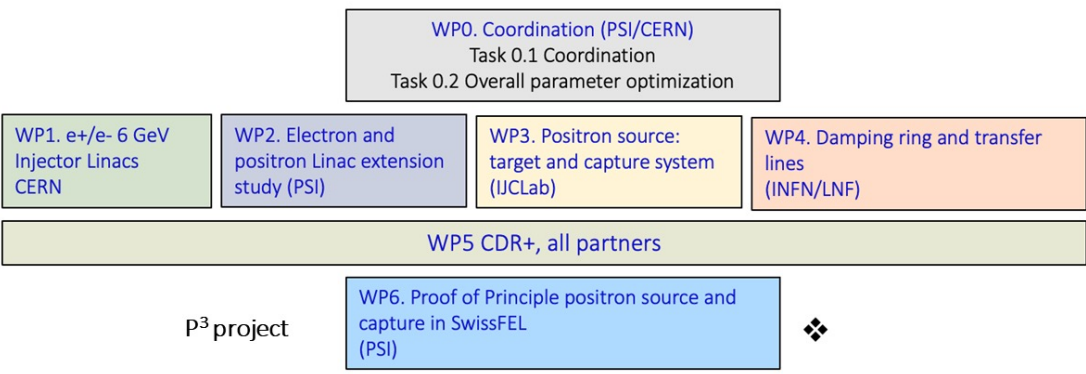 WP0. Coordination (PSI/CERN)
Task 0.1 Coordination
Task 0.2 Overall parameter optimization
WP1. e+/e- 6 GeV
Injector Linacs
CERN
WP2. Electron and
positron Linac extension
study (PSI)
WP3. Positron source:
target and capture system
(IJCLab)
WP4. Damping ring and transfer
lines
(INFN/LNF)
WP5 CDR+, all partners
P³ project
WP6. Proof of Principle positron source and
capture in SwissFEL
(PSI)